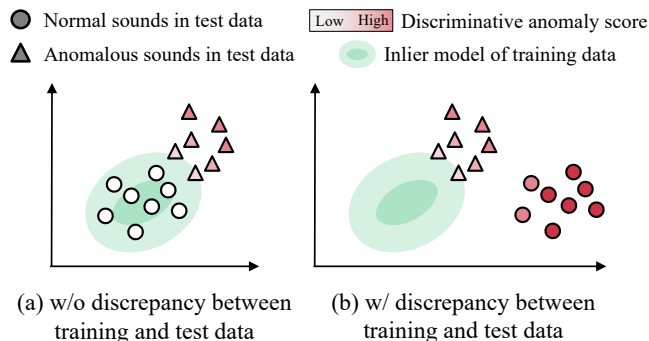 Normal sounds in test data
Low High Discriminative anomaly score
Anomalous sounds in test data
Inlier model of training data
(a) w/o discrepancy between
training and test data
(b) w/ discrepancy between
training and test data